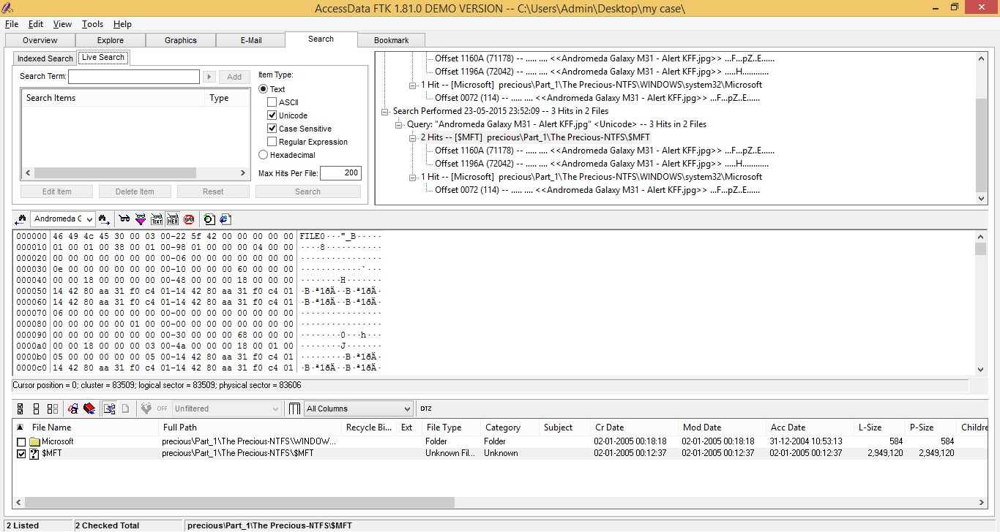 AccessData FTK 1.81.0 DEMO VERSION -- C:\Users\Admin\Desktop\my case\
File Edit View Tools Help
Overview Explore Graphics E-Mail Search Bookmark
Indexed Search Live Search
Search Term: Add
Search Items Type
Item Type:
Text
ASCII
Unicode
Case Sensitive
Regular Expression
Hexadecimal
Max Hits Per File: 200
Edit Item Delete Item Reset Search
Offset 1160A (71178) -- ..... .... <<Andromeda Galaxy M31 - Alert KFF.jpg>> ...F...pZ..E......
Offset 1196A (72042) -- ..... .... <<Andromeda Galaxy M31 - Alert KFF.jpg>> .....H............
1 Hit -- [Microsoft] precious\Part_1\The Precious-NTFS\WINDOWS\system32\Microsoft
Offset 0072 (114) -- ..... .... <<Andromeda Galaxy M31 - Alert KFF.jpg>> ...F...pZ..E......
Search Performed 23-05-2015 23:52:09 -- 3 Hits in 2 Files
Query: "Andromeda Galaxy M31 - Alert KFF.jpg" <Unicode> -- 3 Hits in 2 Files
2 Hits -- [$MFT] precious\Part_1\The Precious-NTFS\$MFT
Offset 1160A (71178) -- ..... .... <<Andromeda Galaxy M31 - Alert KFF.jpg>> ...F...pZ..E......
Offset 1196A (72042) -- ..... .... <<Andromeda Galaxy M31 - Alert KFF.jpg>> .....H............
1 Hit -- [Microsoft] precious\Part_1\The Precious-NTFS\WINDOWS\system32\Microsoft
Offset 0072 (114) -- ..... .... <<Andromeda Galaxy M31 - Alert KFF.jpg>> ...F...pZ..E......
Andromeda G TEXT HEX
000000 46 49 4c 45 30 00 03 00-22 5f 42 00 00 00 00 00 FILE0···"_B·····
000010 01 00 01 00 38 00 01 00-98 01 00 00 00 04 00 00 ····8···········
000020 00 00 00 00 00 00 00 00-06 00 00 00 00 00 00 00 ················
000030 0e 00 00 00 00 00 00 00-10 00 00 00 60 00 00 00 ············`···
000040 00 00 18 00 00 00 00 00-48 00 00 00 18 00 00 00 ········H·······
000050 14 42 80 aa 31 f0 c4 01-14 42 80 aa 31 f0 c4 01 ·B·ª1ðÄ··B·ª1ðÄ·
000060 14 42 80 aa 31 f0 c4 01-14 42 80 aa 31 f0 c4 01 ·B·ª1ðÄ··B·ª1ðÄ·
000070 06 00 00 00 00 00 00 00-00 00 00 00 00 00 00 00 ················
000080 00 00 00 00 00 01 00 00-00 00 00 00 00 00 00 00 ················
000090 00 00 00 00 00 00 00 00-30 00 00 00 68 00 00 00 ········0···h···
0000a0 00 00 18 00 00 00 03 00-4a 00 00 00 18 00 01 00 ········J·······
0000b0 05 00 00 00 00 00 05 00-14 42 80 aa 31 f0 c4 01 ·········B·ª1ðÄ·
0000c0 14 42 80 aa 31 f0 c4 01-14 42 80 aa 31 f0 c4 01 ·B·ª1ðÄ··B·ª1ðÄ·
Cursor position = 0; cluster = 83509; logical sector = 83509; physical sector = 83606
OFF Unfiltered All Columns DTZ
File Name Full Path Recycle Bi... Ext File Type Category Subject Cr Date Mod Date Acc Date L-Size P-Size Childre
Microsoft precious\Part_1\The Precious-NTFS\WINDOW... Folder Folder 02-01-2005 00:18:18 02-01-2005 00:18:18 31-12-2004 10:53:13 584 584
$MFT precious\Part_1\The Precious-NTFS\$MFT Unknown Fil... Unknown 02-01-2005 00:12:37 02-01-2005 00:12:37 02-01-2005 00:12:37 2,949,120 2,949,120
2 Listed 2 Checked Total precious\Part_1\The Precious-NTFS\$MFT